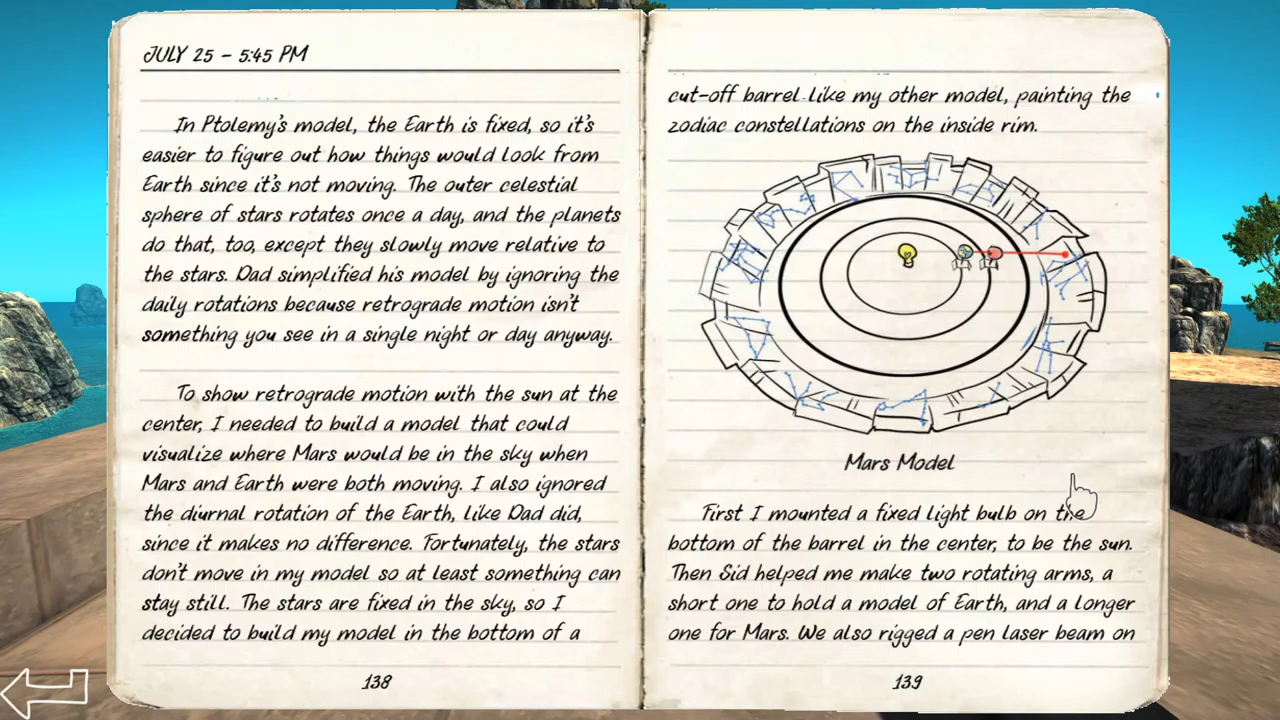 JULY 25 - 5:45 PM
In Ptolemy's model, the Earth is fixed, so it's
easier to figure out how things would look from
Earth since it's not moving. The outer celestial
sphere of stars rotates once a day, and the planets
do that, too, except they slowly move relative to
the stars. Dad simplified his model by ignoring the
daily rotations because retrograde motion isn't
something you see in a single night or day anyway.
To show retrograde motion with the sun at the
center, I needed to build a model that could
visualize where Mars would be in the sky when
Mars and Earth were both moving. I also ignored
the diurnal rotation of the Earth, like Dad did,
since it makes no difference. Fortunately, the stars
don't move in my model so at least something can
stay still. The stars are fixed in the sky, so I
decided to build my model in the bottom of a
138
cut-off barrel like my other model, painting the
zodiac constellations on the inside rim.
Mars Model
First I mounted a fixed light bulb on the
bottom of the barrel in the center, to be the sun.
Then Sid helped me make two rotating arms, a
short one to hold a model of Earth, and a longer
one for Mars. We also rigged a pen laser beam on
139